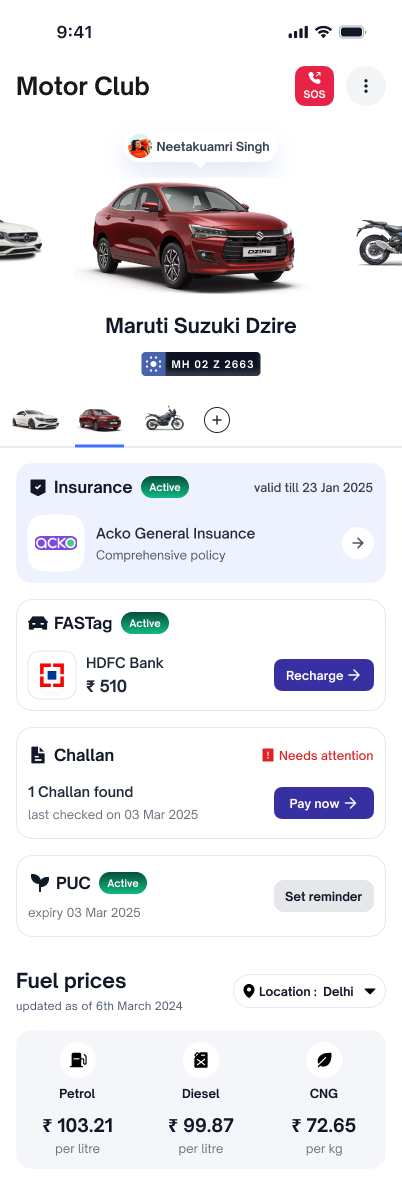 9:41
Motor Club
SOS
Neetakuamri Singh
DZIRE
Maruti Suzuki Dzire
MH 02 Z 2663
Insurance
Active
valid till 23 Jan 2025
acko
Acko General Insuance
Comprehensive policy
FASTag
Active
HDFC Bank
₹ 510
Recharge
Challan
Needs attention
1 Challan found
last checked on 03 Mar 2025
Pay now
PUC
Active
expiry 03 Mar 2025
Set reminder
Fuel prices
updated as of 6th March 2024
Location : Delhi
Petrol
Diesel
CNG
₹ 103.21
₹ 99.87
₹ 72.65
per litre
per litre
per kg